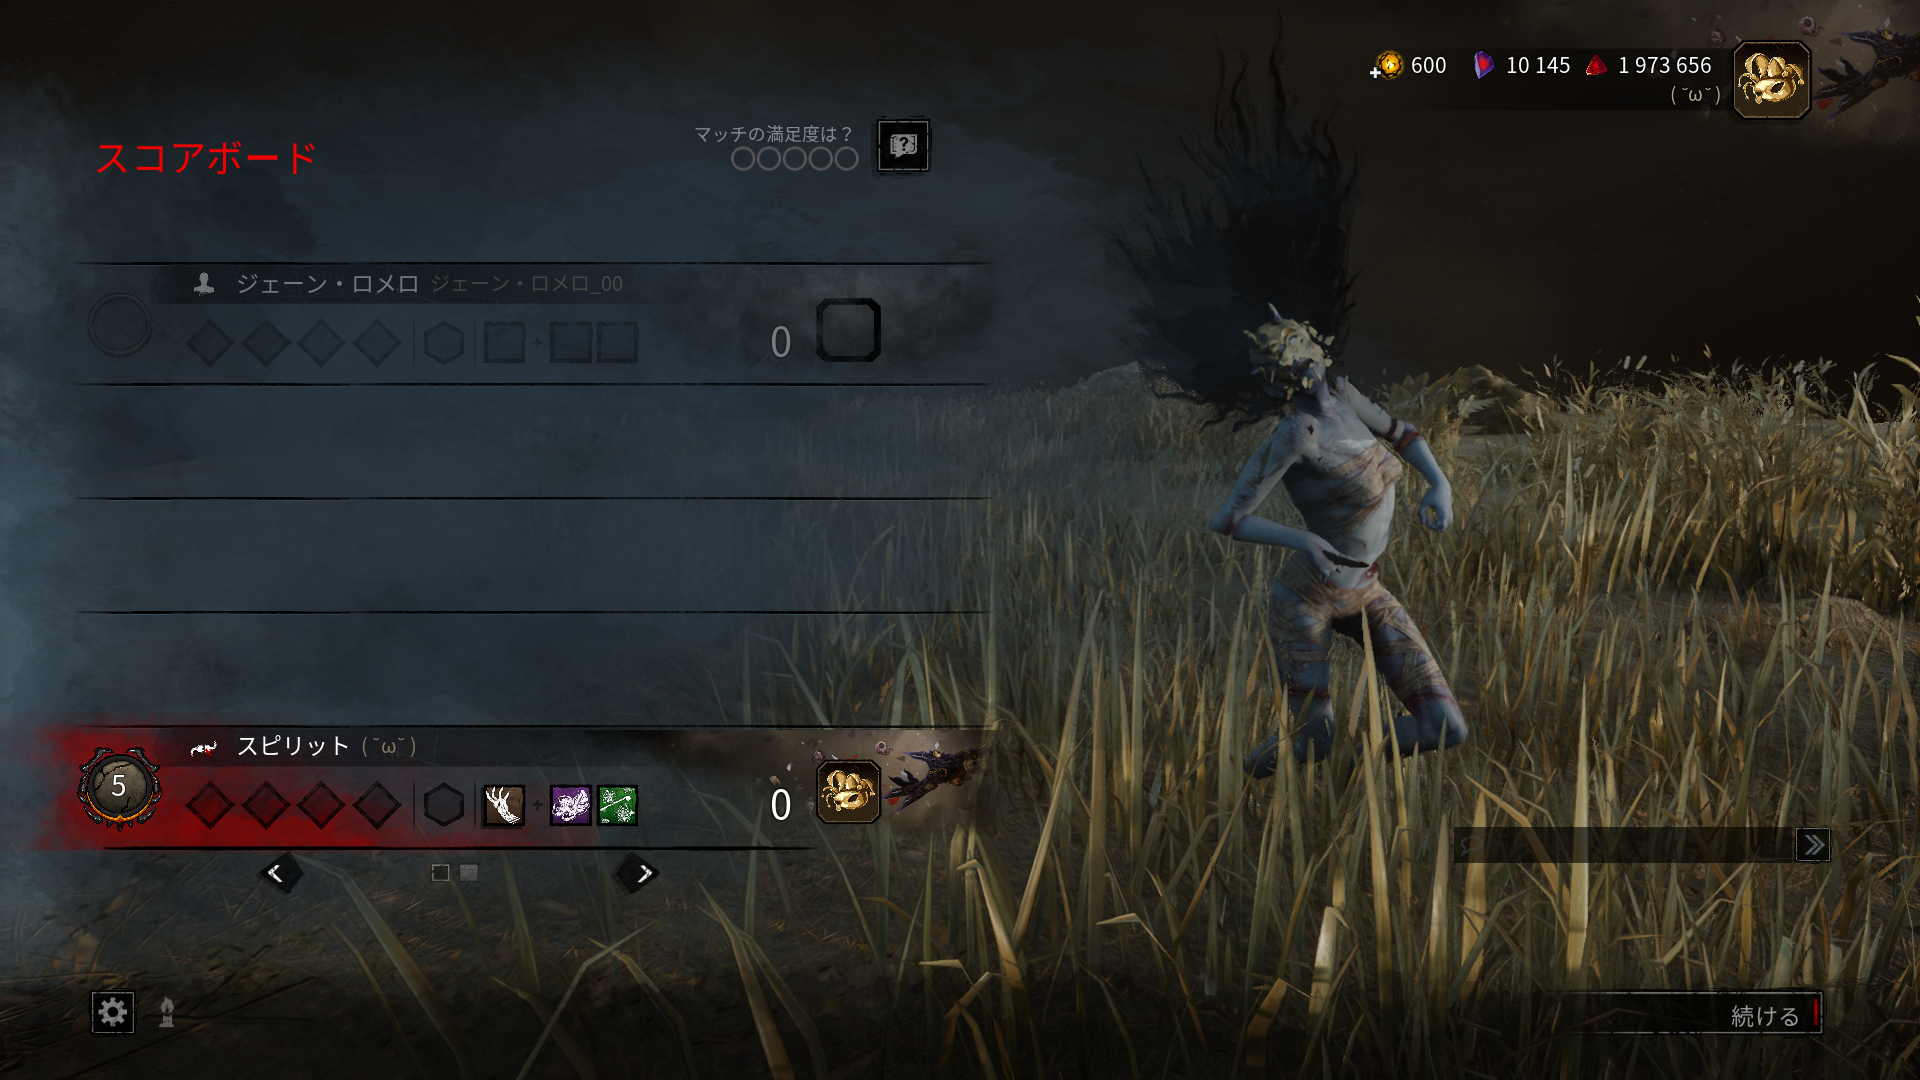 600 10 145 1 973 656
( ˘ω˘ )
スコアボード
マッチの満足度は？
ジェーン・ロメロ ジェーン・ロメロ_00
0
スピリット ( ˘ω˘ )
5
0
続ける